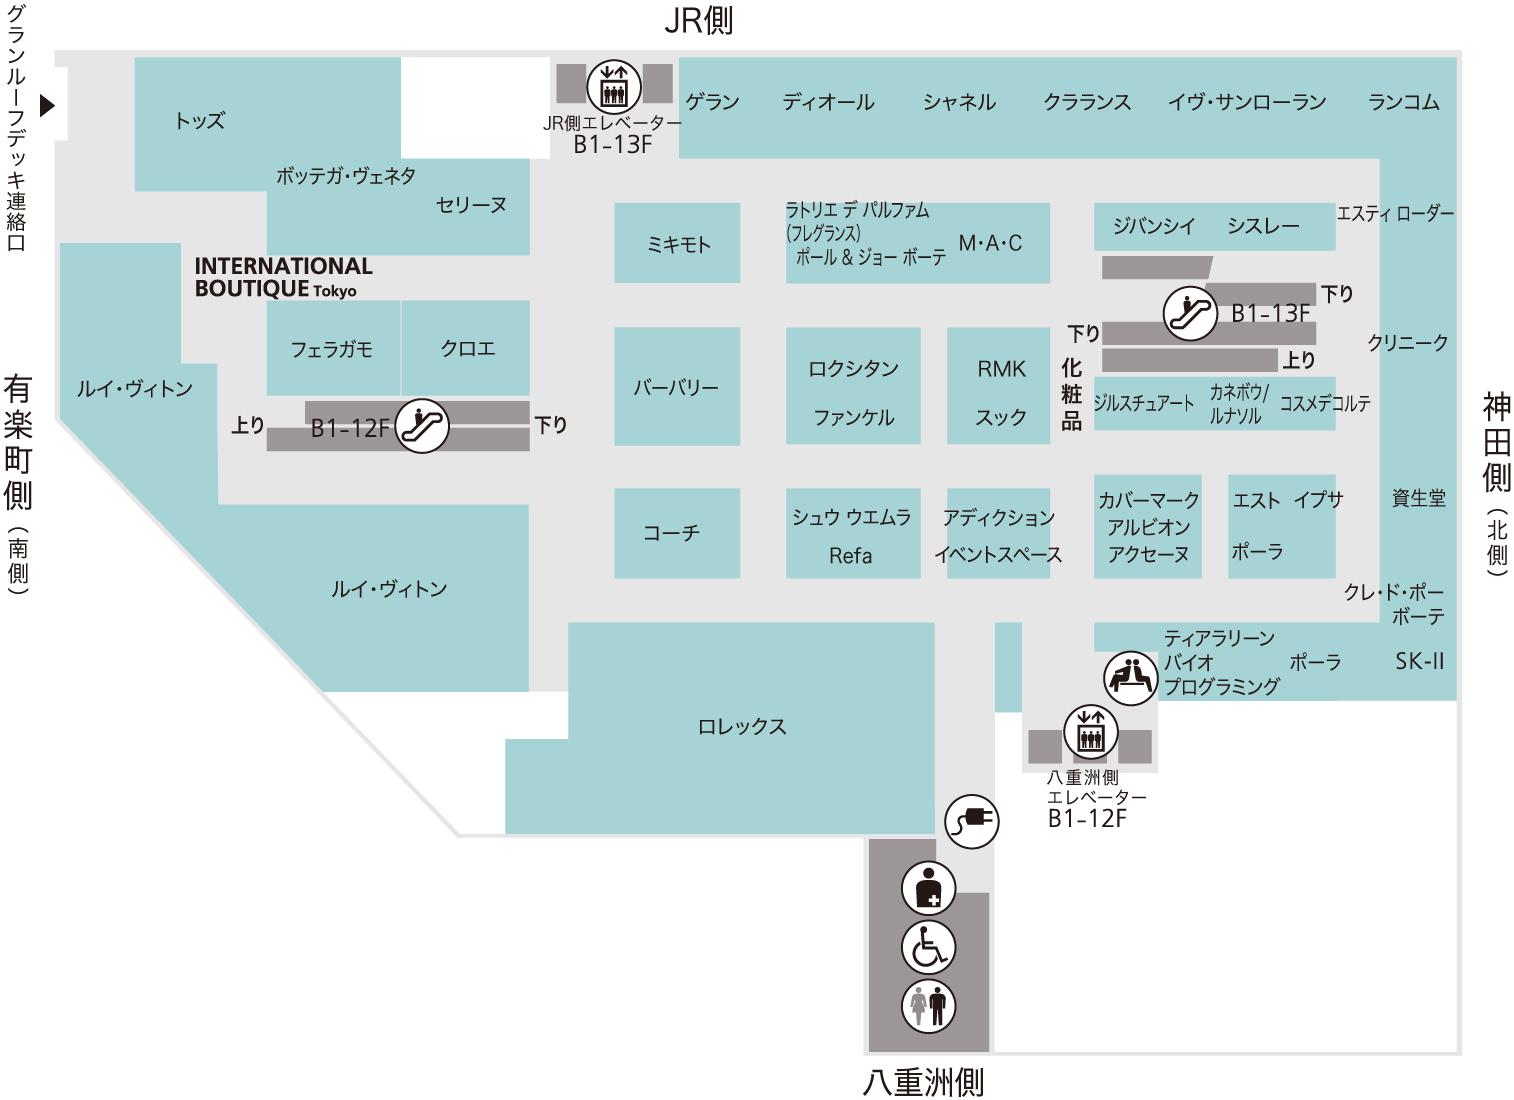 JR側
グランルーフデッキ連絡口
トッズ
JR側エレベーター
B1-13F
ゲラン
ディオール
シャネル
クラランス
イヴ・サンローラン
ランコム
ボッテガ・ヴェネタ
セリーヌ
ミキモト
ラトリエ デ パルファム
(フレグランス)
ポール & ジョー ボーテ
M・A・C
ジバンシイ
シスレー
エスティ ローダー
INTERNATIONAL
BOUTIQUE Tokyo
下り
B1-13F
下り
上り
フェラガモ
クロエ
クリニーク
ルイ・ヴィトン
バーバリー
ロクシタン
ファンケル
RMK
スック
化粧品
ジルスチュアート
カネボウ/
ルナソル
コスメデコルテ
有楽町側(南側)
神田側(北側)
上り
B1-12F
下り
コーチ
シュウ ウエムラ
Refa
アディクション
イベントスペース
カバーマーク
アルビオン
アクセーヌ
エスト
イプサ
ポーラ
資生堂
ルイ・ヴィトン
クレ・ド・ポー
ボーテ
ティアラリーン
バイオ
プログラミング
ポーラ
SK-II
ロレックス
八重洲側
エレベーター
B1-12F
八重洲側